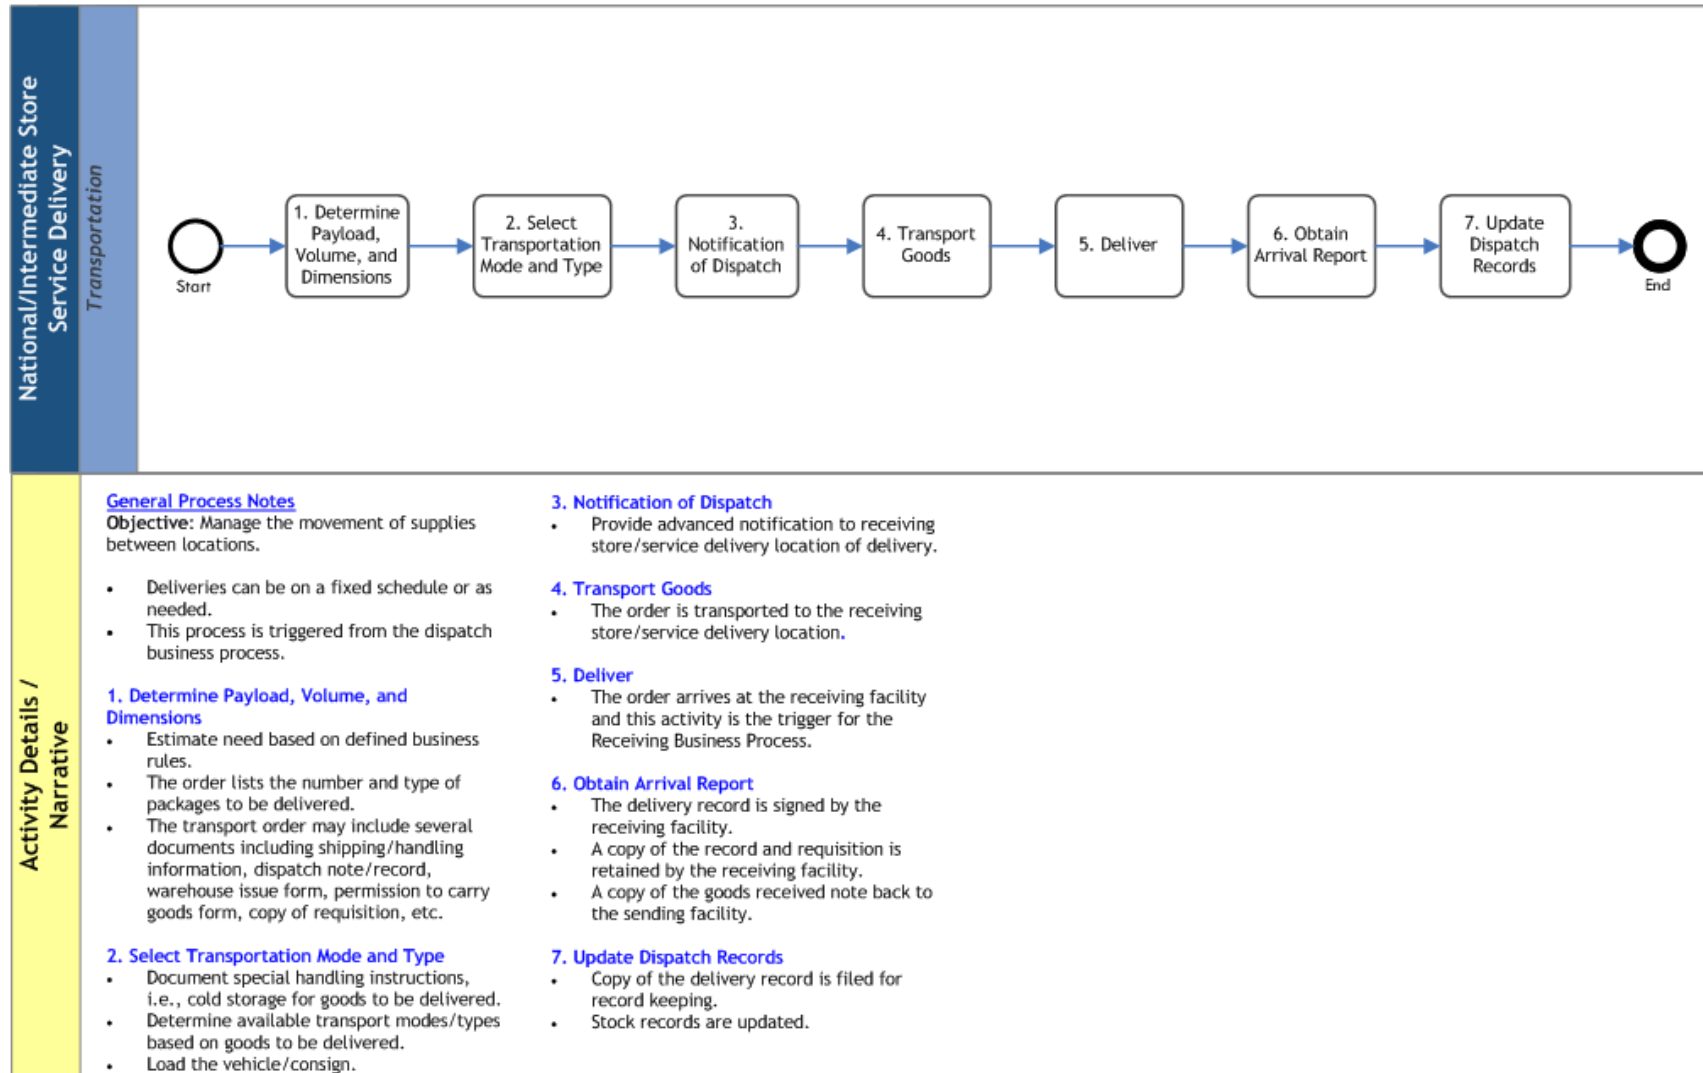 National/Intermediate Store
Service Delivery
Transportation
Start
1. Determine
Payload,
Volume, and
Dimensions
2. Select
Transportation
Mode and Type
3.
Notification
of Dispatch
4. Transport
Goods
5. Deliver
6. Obtain
Arrival Report
7. Update
Dispatch
Records
End
Activity Details /
Narrative
General Process Notes
Objective: Manage the movement of supplies
between locations.
• Deliveries can be on a fixed schedule or as
needed.
• This process is triggered from the dispatch
business process.
1. Determine Payload, Volume, and
Dimensions
• Estimate need based on defined business
rules.
• The order lists the number and type of
packages to be delivered.
• The transport order may include several
documents including shipping/handling
information, dispatch note/record,
warehouse issue form, permission to carry
goods form, copy of requisition, etc.
2. Select Transportation Mode and Type
• Document special handling instructions,
i.e., cold storage for goods to be delivered.
• Determine available transport modes/types
based on goods to be delivered.
• Load the vehicle/consign.
3. Notification of Dispatch
• Provide advanced notification to receiving
store/service delivery location of delivery.
4. Transport Goods
• The order is transported to the receiving
store/service delivery location.
5. Deliver
• The order arrives at the receiving facility
and this activity is the trigger for the
Receiving Business Process.
6. Obtain Arrival Report
• The delivery record is signed by the
receiving facility.
• A copy of the record and requisition is
retained by the receiving facility.
• A copy of the goods received note back to
the sending facility.
7. Update Dispatch Records
• Copy of the delivery record is filed for
record keeping.
• Stock records are updated.